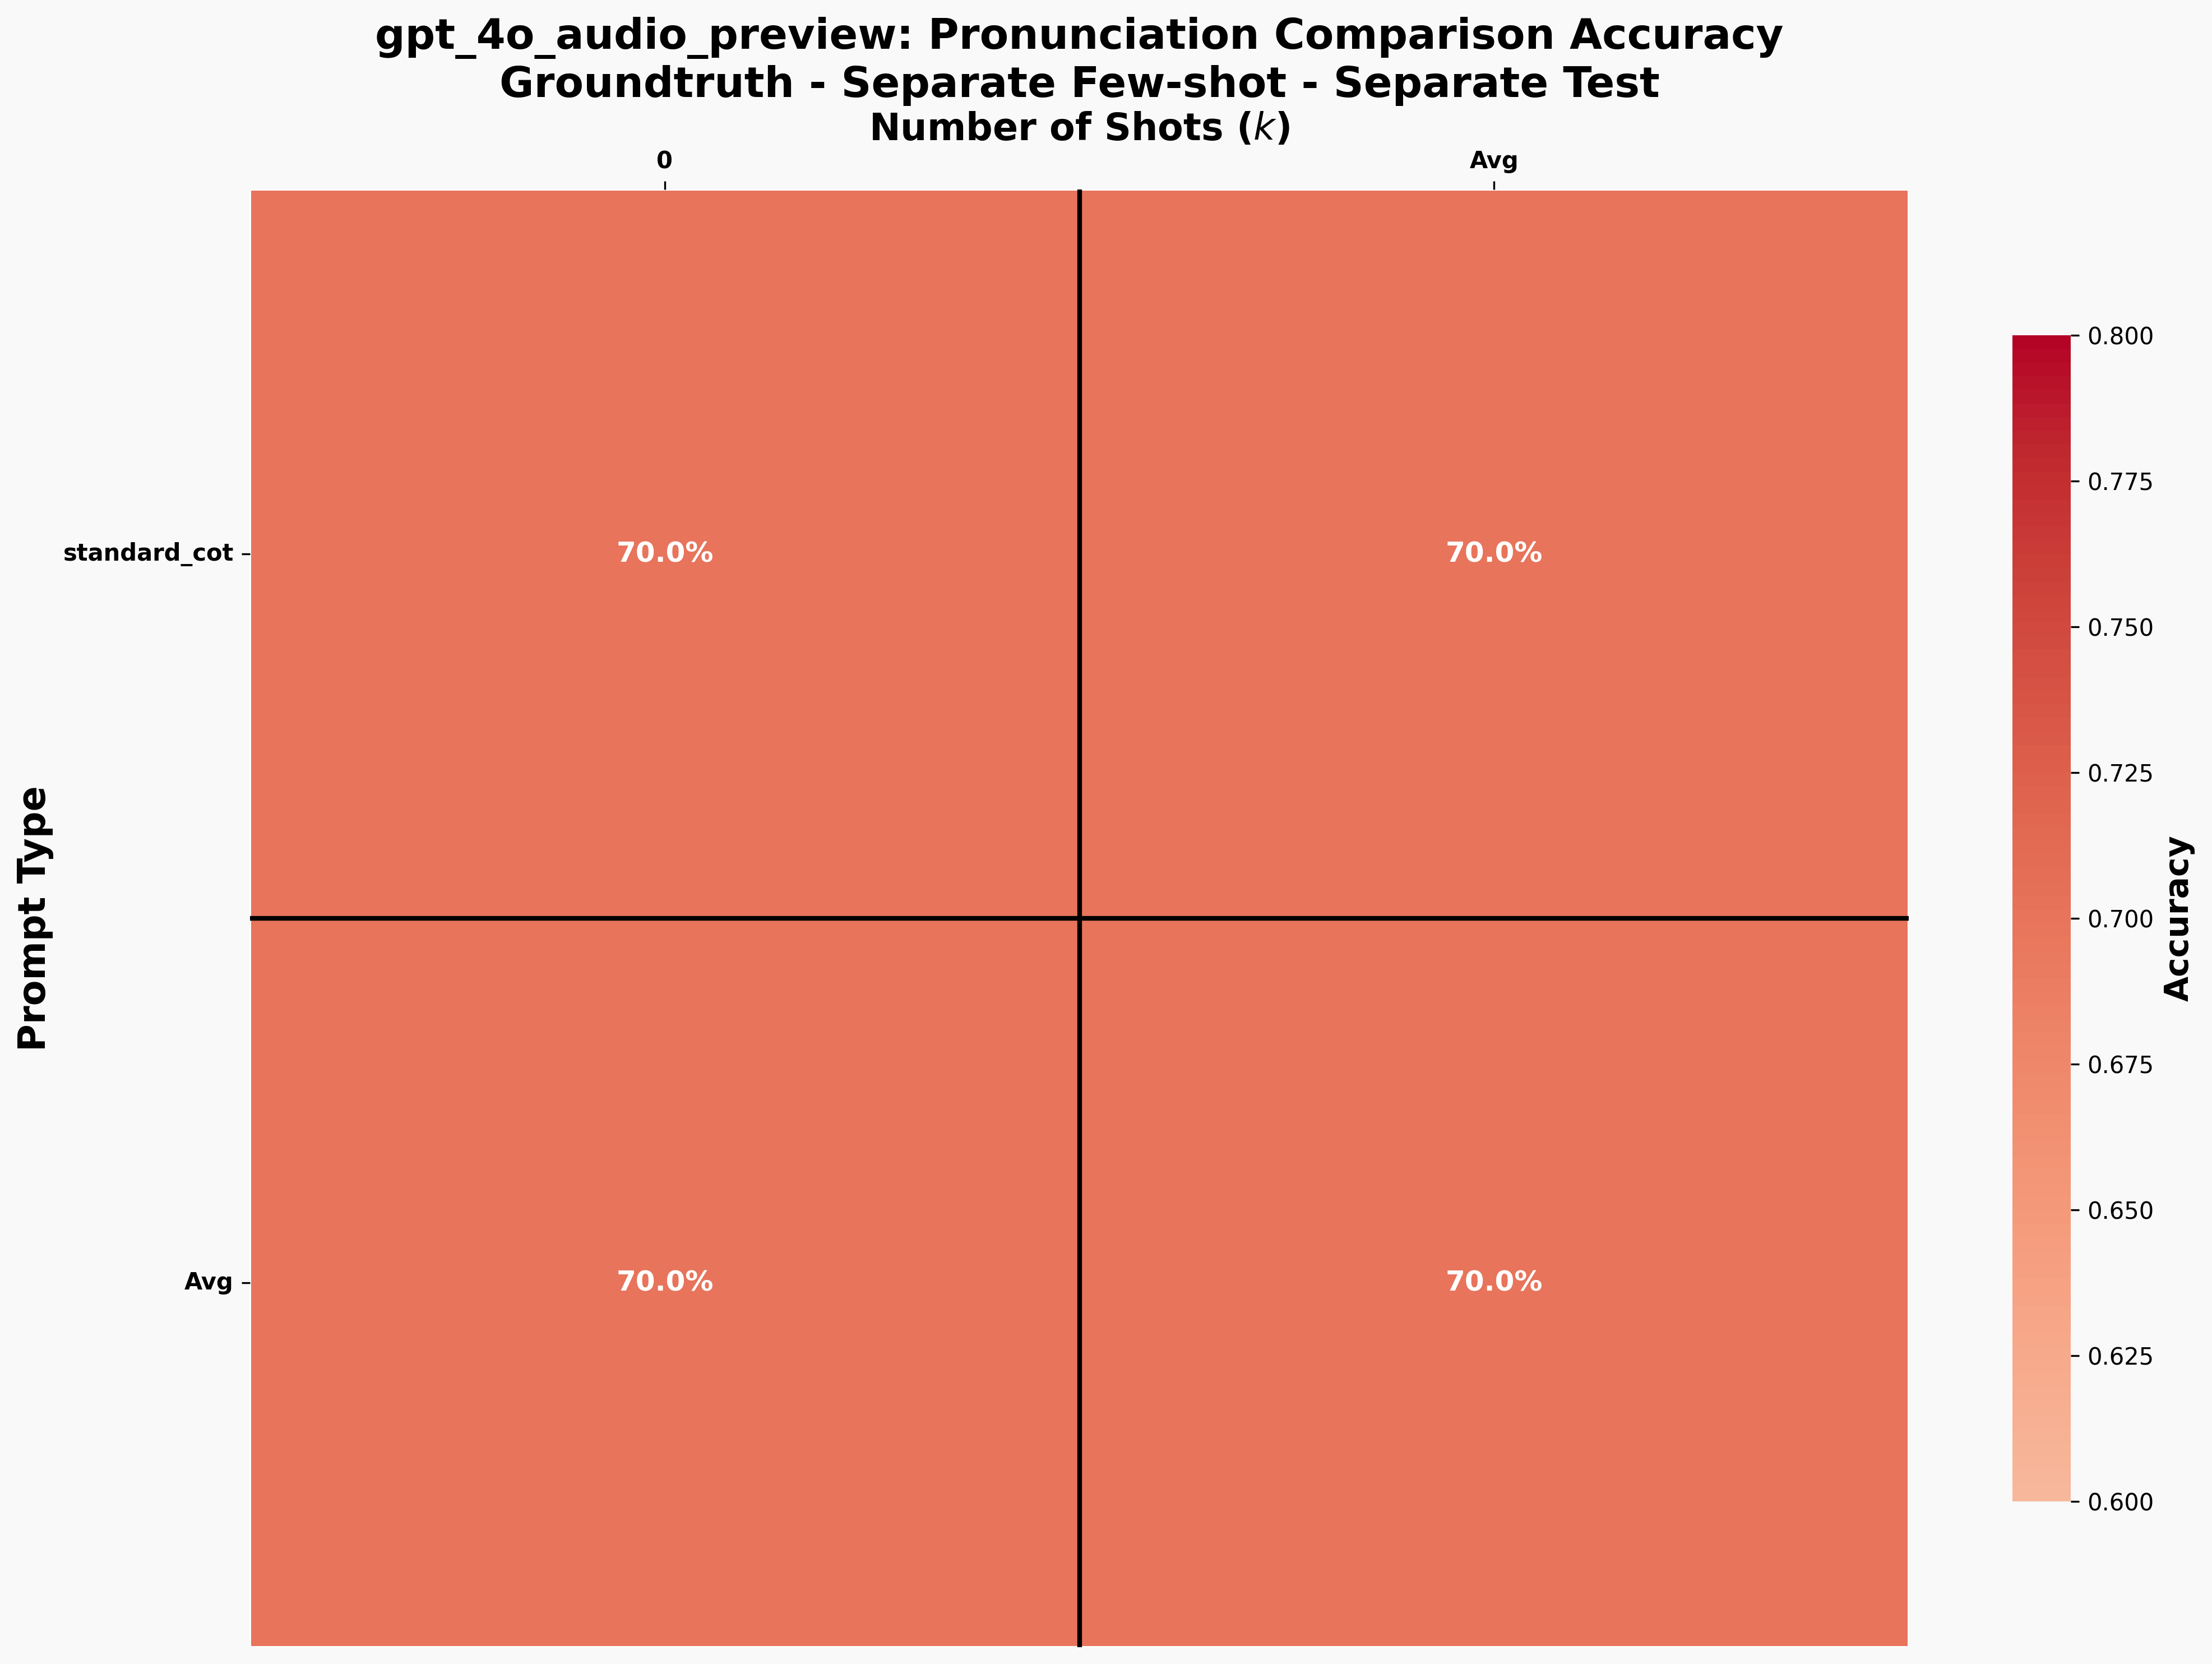 gpt_4o_audio_preview: Pronunciation Comparison Accuracy
Groundtruth - Separate Few-shot - Separate Test
Number of Shots (k)
0
Avg
standard_cot
70.0%
70.0%
Avg
70.0%
70.0%
Prompt Type
0.800
0.775
0.750
0.725
0.700
0.675
0.650
0.625
0.600
Accuracy